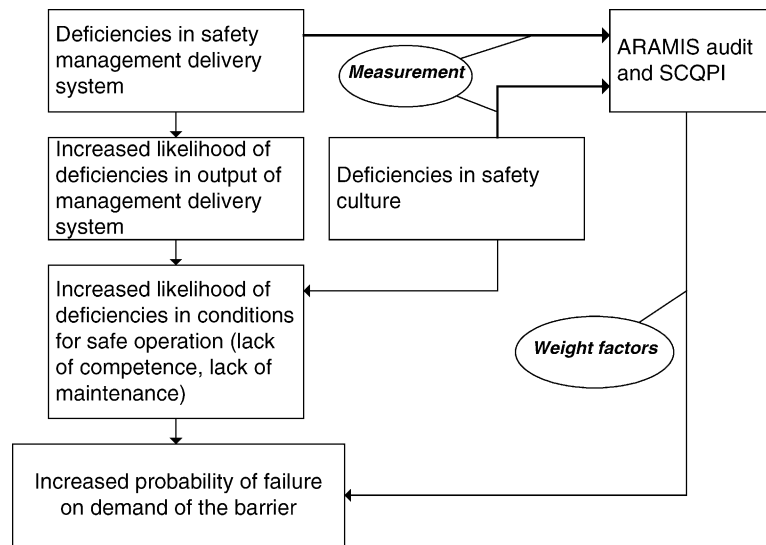 Deficiencies in safety
management delivery
system
Measurement
ARAMIS audit
and SCQPI
Increased likelihood of
deficiencies in output of
management delivery
system
Deficiencies in safety
culture
Increased likelihood of
deficiencies in conditions
for safe operation (lack
of competence, lack of
maintenance)
Weight factors
Increased probability of failure
on demand of the barrier